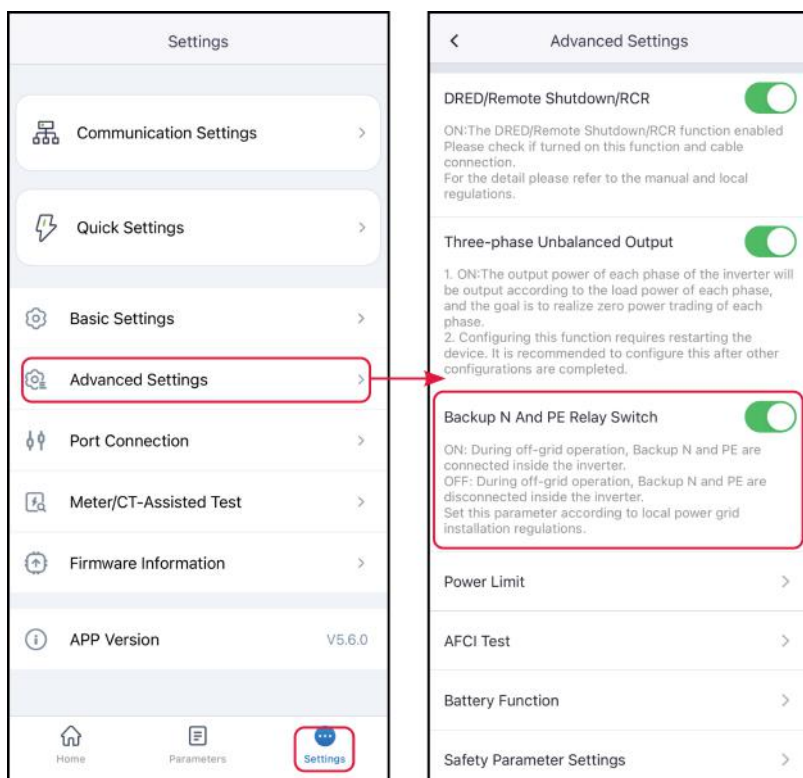 Settings
Communication Settings
Quick Settings
Basic Settings
Advanced Settings
Port Connection
Meter/CT-Assisted Test
Firmware Information
APP Version
V5.6.0
Home
Parameters
Settings
Advanced Settings
DRED/Remote Shutdown/RCR
ON:The DRED/Remote Shutdown/RCR function enabled
Please check if turned on this function and cable
connection.
For the detail please refer to the manual and local
regulations.
Three-phase Unbalanced Output
1. ON:The output power of each phase of the inverter will
be output according to the load power of each phase,
and the goal is to realize zero power trading of each
phase.
2. Configuring this function requires restarting the
device. It is recommended to configure this after other
configurations are completed.
Backup N And PE Relay Switch
ON: During off-grid operation, Backup N and PE are
connected inside the inverter.
OFF: During off-grid operation, Backup N and PE are
disconnected inside the inverter.
Set this parameter according to local power grid
installation regulations.
Power Limit
AFCI Test
Battery Function
Safety Parameter Settings